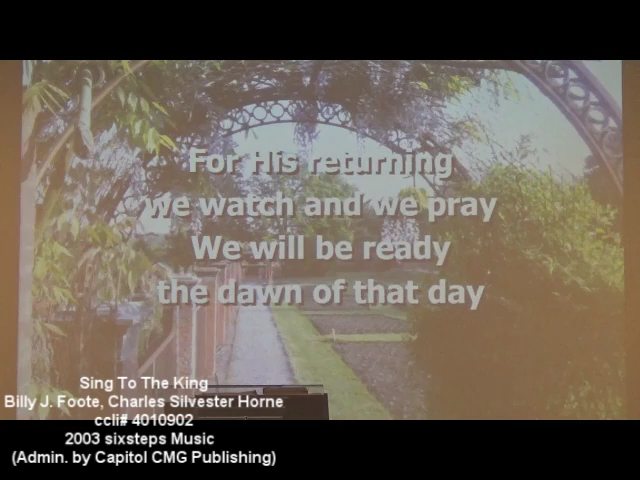 For His returning
we watch and we pray
We will be ready
the dawn of that day
Sing To The King
Billy J. Foote, Charles Silvester Horne
ccli# 4010902
2003 sixsteps Music
(Admin. by Capitol CMG Publishing)